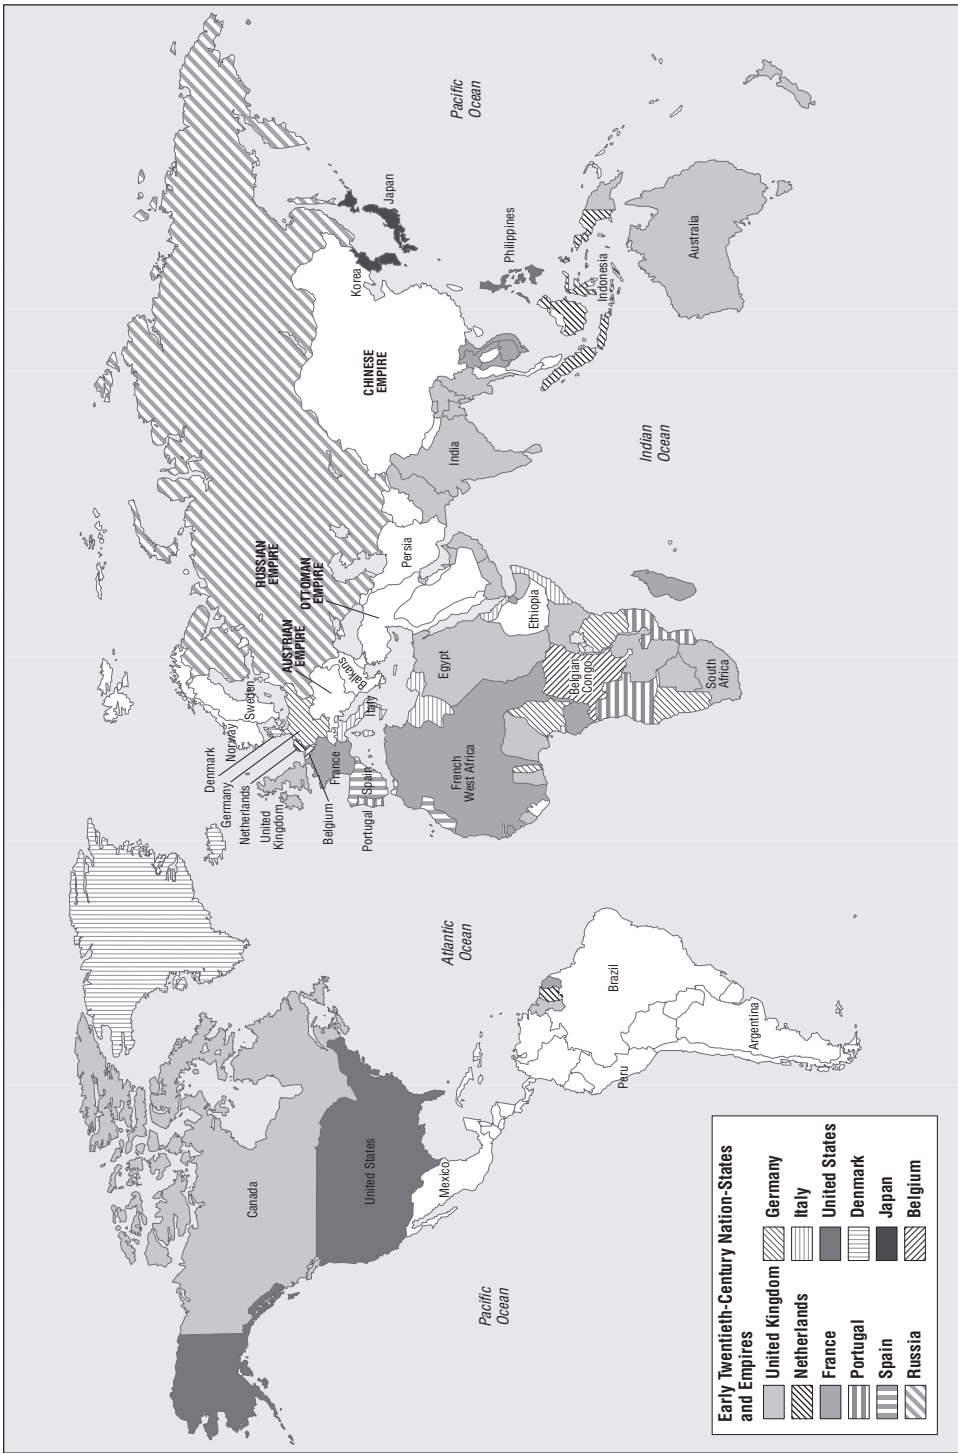 Early Twentieth-Century Nation-States
and Empires
United Kingdom
Netherlands
France
Portugal
Spain
Russia
Germany
Italy
United States
Denmark
Japan
Belgium
Canada
United States
Mexico
Pacific
Ocean
Atlantic
Ocean
Peru
Brazil
Argentina
Denmark
Norway
Sweden
Germany
Netherlands
United
Kingdom
Belgium
France
Portugal
Spain
Italy
Balkans
AUSTRIAN
EMPIRE
RUSSIAN
EMPIRE
OTTOMAN
EMPIRE
Persia
French
West Africa
Egypt
Ethiopia
Belgian
Congo
South
Africa
India
CHINESE
EMPIRE
Korea
Japan
Philippines
Indonesia
Australia
Indian
Ocean
Pacific
Ocean